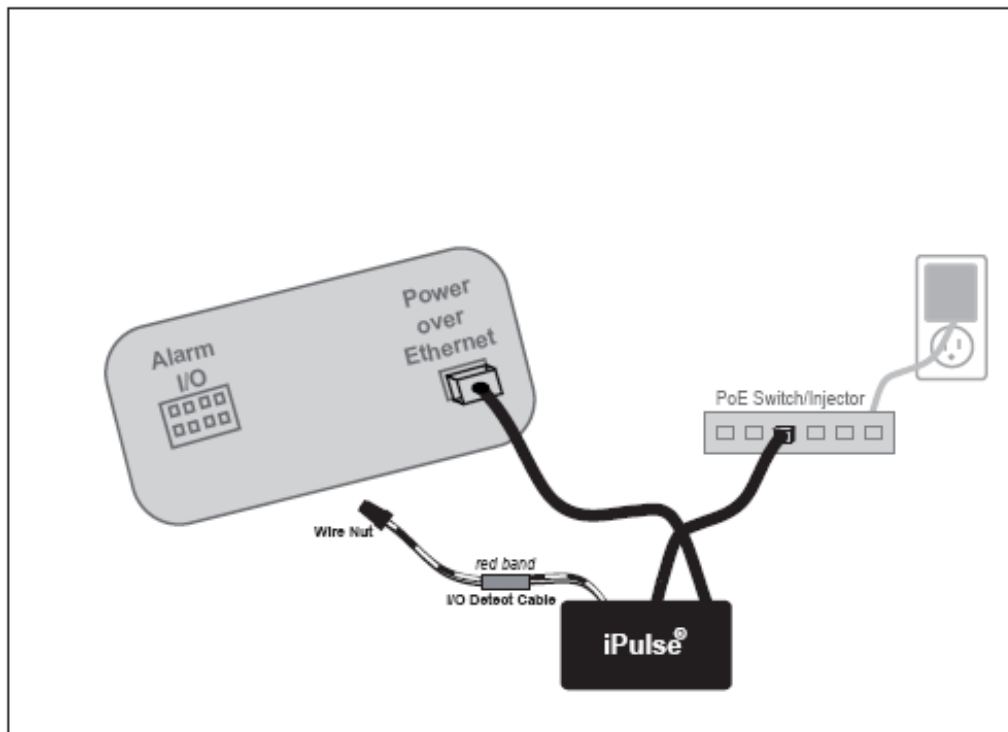 Power
over
Ethernet
Alarm
I/O
PoE Switch/Injector
Wire Nut
red band
I/O Detect Cable
iPulse®